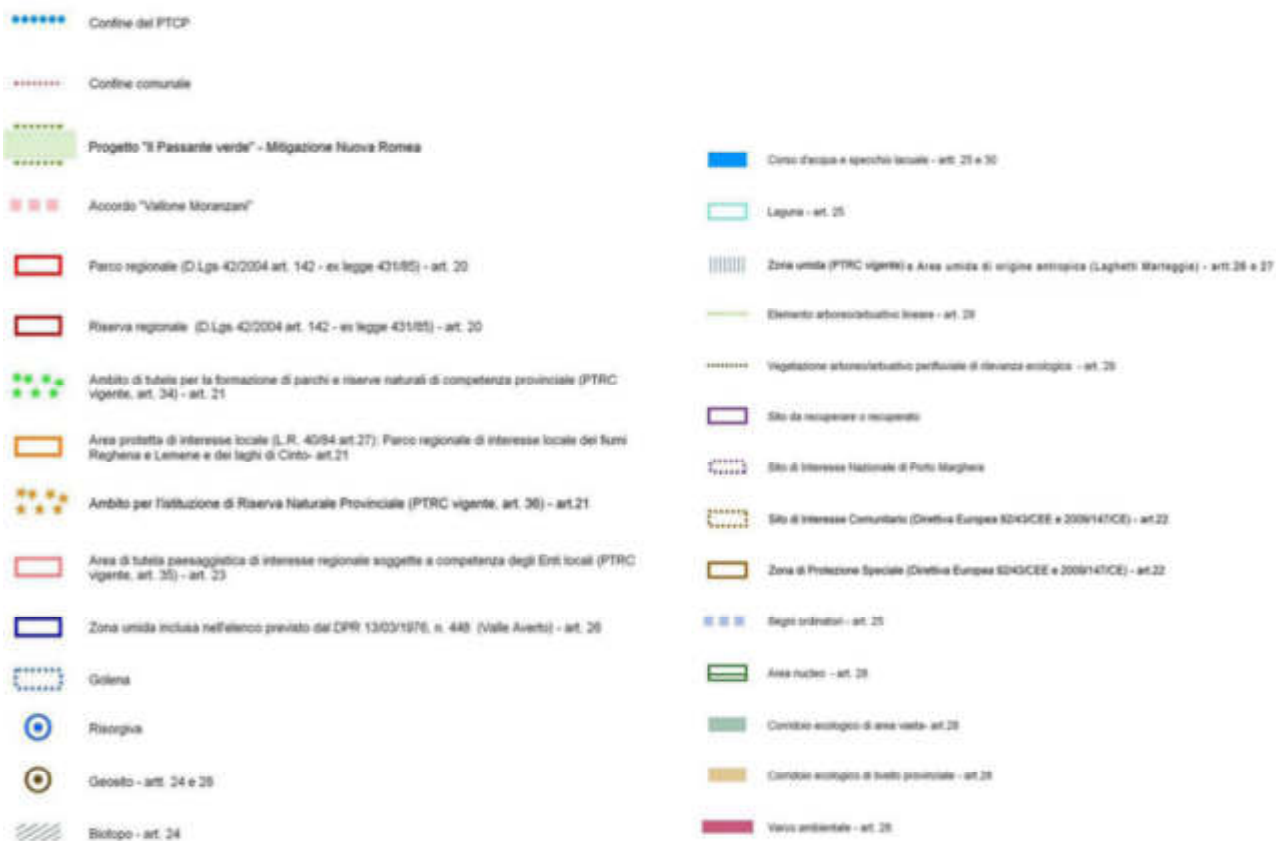 Confine del PTCP
Confine comunale
Progetto "Il Passante verde" - Mitigazione Nuova Romea
Accordo "Vallone Moranzani"
Parco regionale (D.Lgs 42/2004 art. 142 - ex legge 431/85) - art. 20
Riserva regionale (D.Lgs 42/2004 art. 142 - ex legge 431/85) - art. 20
Ambito di tutela per la formazione di parchi e riserve naturali di competenza provinciale (PTRC
vigente, art. 34) - art. 21
Area protetta di interesse locale (L.R. 40/84 art.27): Parco regionale di interesse locale dei fiumi
Reghena e Lemene e dei laghi di Cinto- art.21
Ambito per l'istituzione di Riserva Naturale Provinciale (PTRC vigente, art. 36) - art.21
Area di tutela paesaggistica di interesse regionale soggette a competenza degli Enti locali (PTRC
vigente, art. 35) - art. 23
Zona umida inclusa nell'elenco previsto dal DPR 13/03/1976, n. 448 (Valle Averto) - art. 26
Golena
Risorgiva
Geosito - artt. 24 e 28
Biotopo - art. 24
Corso d'acqua e specchio lacuale - artt. 25 e 30
Laguna - art. 25
Zona umida (PTRC vigente) e Area umida di origine antropica (Laghetti Marteggie) - artt.26 e 27
Elemento arboreo/arbustivo lineare - art. 29
Vegetazione arboreo/arbustivo perifluviale di rilevanza ecologica - art. 29
Sito da recuperare o recuperato
Sito di Interesse Nazionale di Porto Marghera
Sito di Interesse Comunitario (Direttiva Europea 92/43/CEE e 2009/147/CE) - art.22
Zona di Protezione Speciale (Direttiva Europea 92/43/CEE e 2009/147/CE) - art.22
Segni ordinatori - art. 25
Area nucleo - art. 28
Corridoio ecologico di area vasta- art.28
Corridoio ecologico di livello provinciale - art.28
Varco ambientale - art. 28